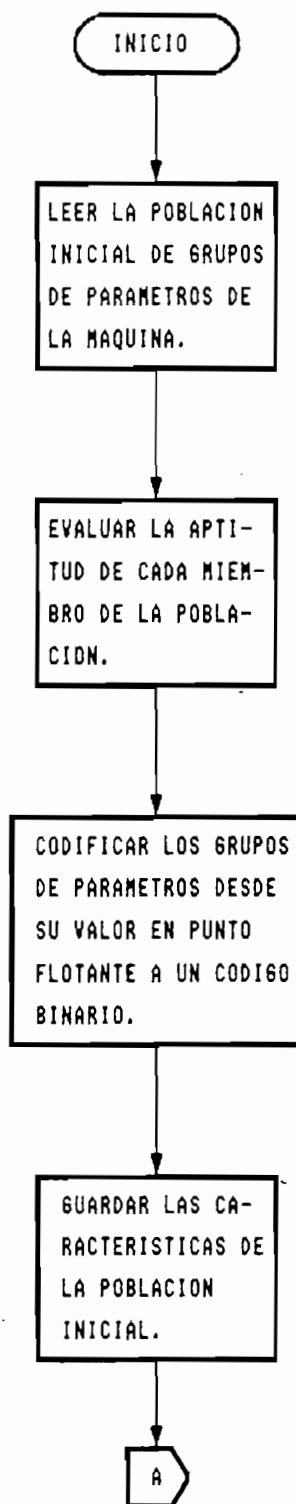 INICIO
LEER LA POBLACION
INICIAL DE GRUPOS
DE PARAMETROS DE
LA MAQUINA.
EVALUAR LA APTI-
TUD DE CADA MIEM-
BRO DE LA POBLA-
CION.
CODIFICAR LOS GRUPOS
DE PARAMETROS DESDE
SU VALOR EN PUNTO
FLOTANTE A UN CODIGO
BINARIO.
GUARDAR LAS CA-
RACTERISTICAS DE
LA POBLACION
INICIAL.
A